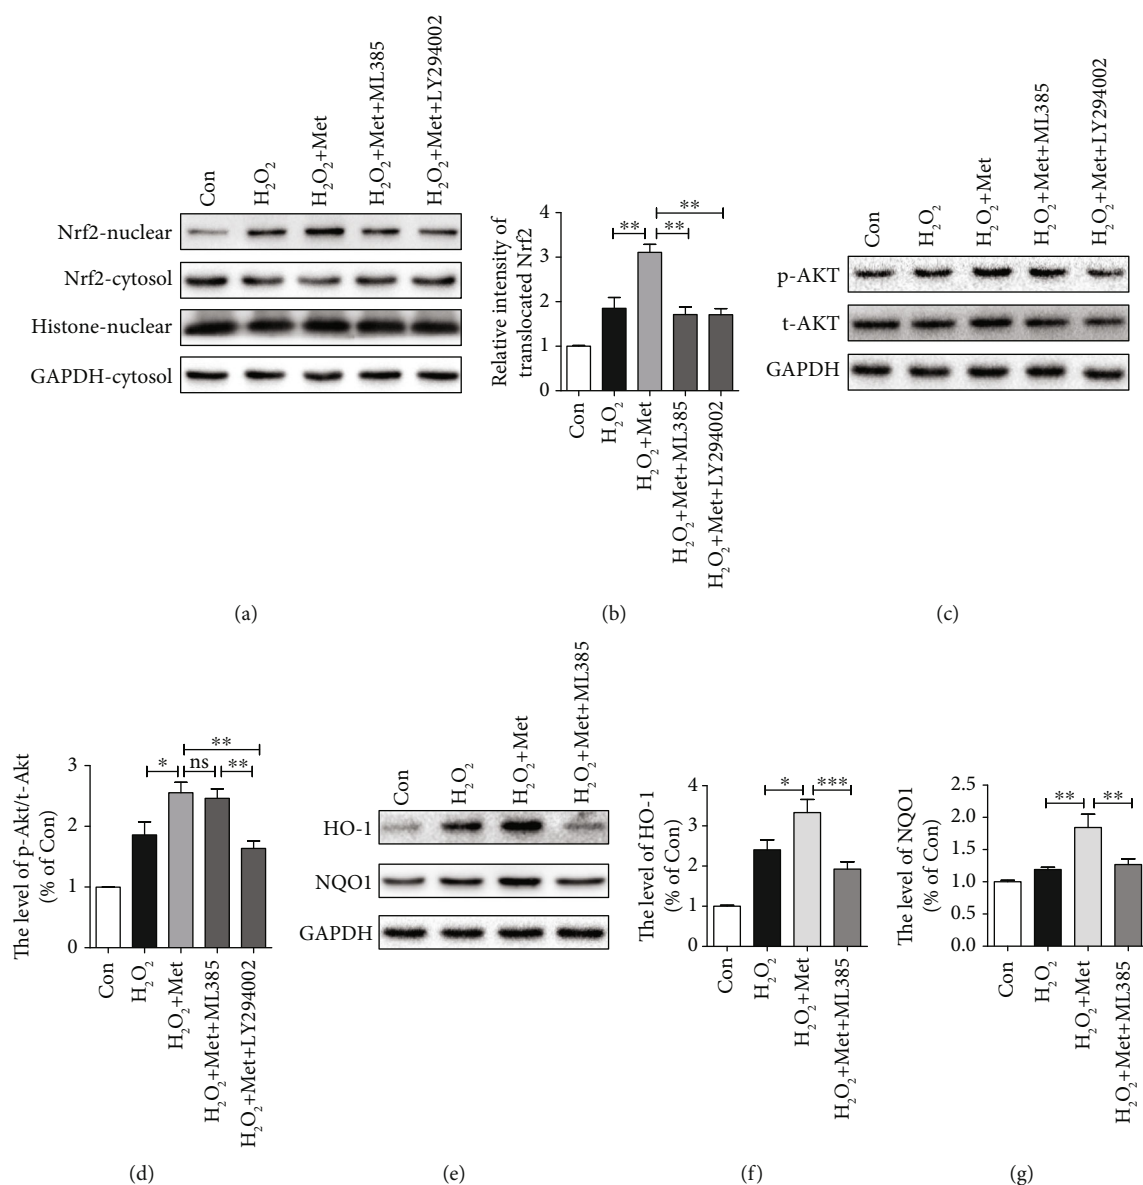 Con
H₂O₂
H₂O₂+Met
H₂O₂+Met+ML385
H₂O₂+Met+LY294002
Nrf2-nuclear
Nrf2-cytosol
Histone-nuclear
GAPDH-cytosol
(a)
Relative intensity of
translocated Nrf2
4
3
2
1
0
**
**
**
Con
H₂O₂
H₂O₂+Met
H₂O₂+Met+ML385
H₂O₂+Met+LY294002
(b)
Con
H₂O₂
H₂O₂+Met
H₂O₂+Met+ML385
H₂O₂+Met+LY294002
p-AKT
t-AKT
GAPDH
(c)
The level of p-Akt/t-Akt
(% of Con)
3
2
1
0
**
*
ns
**
Con
H₂O₂
H₂O₂+Met
H₂O₂+Met+ML385
H₂O₂+Met+LY294002
(d)
Con
H₂O₂
H₂O₂+Met
H₂O₂+Met+ML385
HO-1
NQO1
GAPDH
(e)
The level of HO-1
(% of Con)
4
3
2
1
0
*
***
Con
H₂O₂
H₂O₂+Met
H₂O₂+Met+ML385
(f)
The level of NQO1
(% of Con)
2.5
2.0
1.5
1.0
0.5
0.0
**
**
Con
H₂O₂
H₂O₂+Met
H₂O₂+Met+ML385
(g)